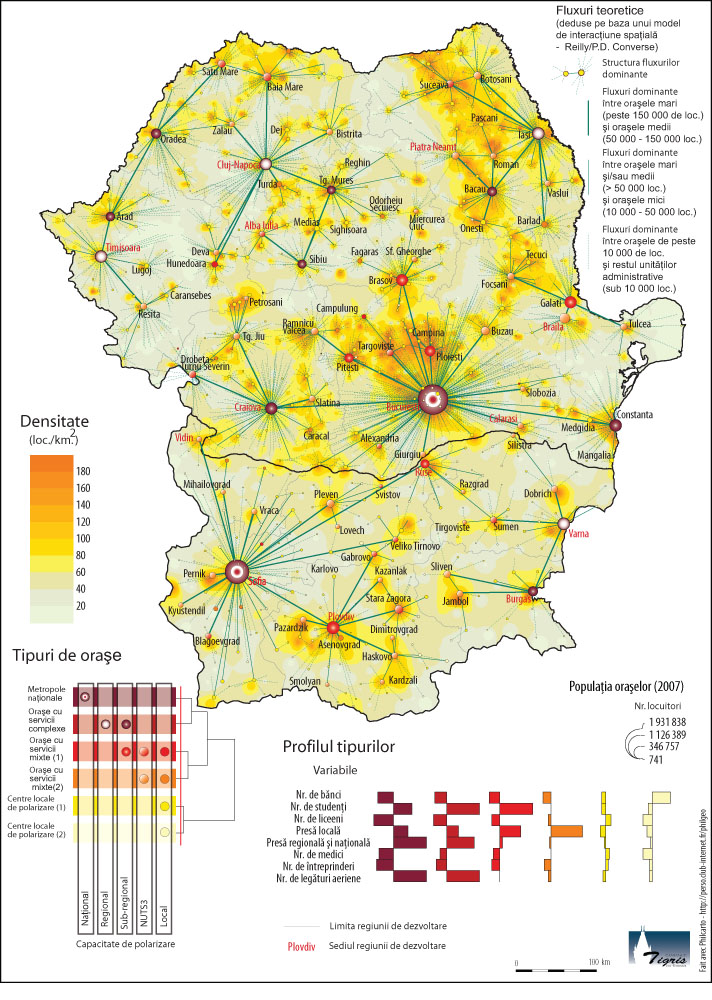 Fluxuri teoretice
(deduse pe baza unui model
de interacțiune spațială
- Reilly/P.D. Converse)
Structura fluxurilor
dominante
Fluxuri dominante
între orașele mari
(peste 150 000 de loc.)
și orașele medii
(50 000 - 150 000 loc.)
Fluxuri dominante
între orașele mari
și/sau medii
(> 50 000 loc.)
și orașele mici
(10 000 - 50 000 loc.)
Fluxuri dominante
între orașele de peste
10 000 de loc.
și restul unităților
administrative
(sub 10 000 loc.)
Satu Mare
Baia Mare
Suceava
Botosani
Pascani
Iasi
Oradea
Zalau
Dej
Bistrita
Piatra Neamt
Roman
Cluj-Napoc
Reghin
Turda
Tg. Mures
Bacau
Vaslui
Odorheiu
Secuiesc
Miercurea
Ciuc
Arad
Alba Iulia
Medias
Sighisoara
Onesti
Barlad
Timisoara
Deva
Hunedoara
Sibiu
Fagaras
Sf. Gheorghe
Tecuci
Lugoj
Brasov
Focsani
Caransebes
Resita
Petrosani
Galati
Braila
Tulcea
Campulung
Ramnicu
Valcea
Campina
Buzau
Tg. Jiu
Targoviste
Ploiesti
Drobeta-
Turnu Severin
Pitesti
Craiova
Slatina
Bucuresti
Slobozia
Calarasi
Constanta
Medgidia
Caracal
Alexandria
Vidin
Giurgiu
Silistra
Mangalia
Ruse
Mihailovgrad
Pleven
Svistov
Razgrad
Dobrich
Vraca
Lovech
Tirgoviste
Sumen
Varna
Veliko Tirnovo
Gabrovo
Karlovo
Kazanlak
Sliven
Pernik
Sofia
Stara Zagora
Jambol
Burgas
Kyustendil
Plovdiv
Pazardzik
Asenovgrad
Dimitrovgrad
Blagoevgrad
Haskovo
Smolyan
Kardzali
Densitate
(loc./km.2)
180
160
140
120
100
80
60
40
20
Tipuri de orașe
Metropole
naționale
Orașe cu
servicii
complexe
Orașe cu
servicii
mixte (1)
Orașe cu
servicii
mixte(2)
Centre locale
de polarizare (1)
Centre locale
de polarizare (2)
Național
Regional
Sub-regional
NUTS3
Local
Capacitate de polarizare
Populația orașelor (2007)
Nr. locuitori
1 931 838
1 126 389
346 757
741
Profilul tipurilor
Variabile
Nr. de bănci
Nr. de studenți
Nr. de liceeni
Presă locală
Presă regională și națională
Nr. de medici
Nr. de întreprinderi
Nr. de legături aeriene
Limita regiunii de dezvoltare
Plovdiv Sediul regiunii de dezvoltare
0 100 km
Tigris
Fait avec Philcarto - http://perso.club-internet.fr/philgeo